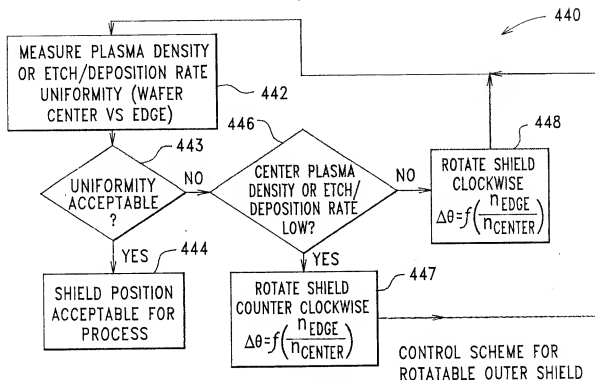 440
MEASURE PLASMA DENSITY
OR ETCH/DEPOSITION RATE
UNIFORMITY (WAFER
CENTER VS EDGE)
442
443
UNIFORMITY
ACCEPTABLE
?
NO
YES
444
SHIELD POSITION
ACCEPTABLE FOR
PROCESS
446
CENTER PLASMA
DENSITY OR ETCH/
DEPOSITION RATE
LOW?
NO
YES
448
ROTATE SHIELD
CLOCKWISE
Δθ=f(nEDGE/nCENTER)
447
ROTATE SHIELD
COUNTER CLOCKWISE
Δθ=f(nEDGE/nCENTER)
CONTROL SCHEME FOR
ROTATABLE OUTER SHIELD